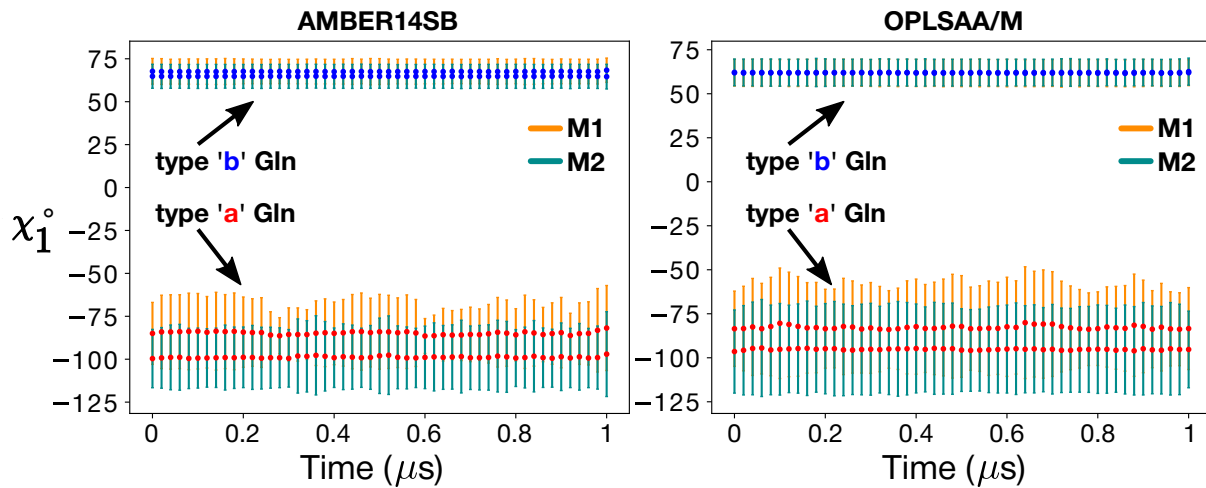 AMBER14SB
75
50
25
0
−25
−50
−75
−100
−125
χ₁°
type 'b' Gln
type 'a' Gln
M1
M2
0 0.2 0.4 0.6 0.8 1
Time (μs)
OPLSAA/M
75
50
25
0
−25
−50
−75
−100
−125
type 'b' Gln
type 'a' Gln
M1
M2
0 0.2 0.4 0.6 0.8 1
Time (μs)